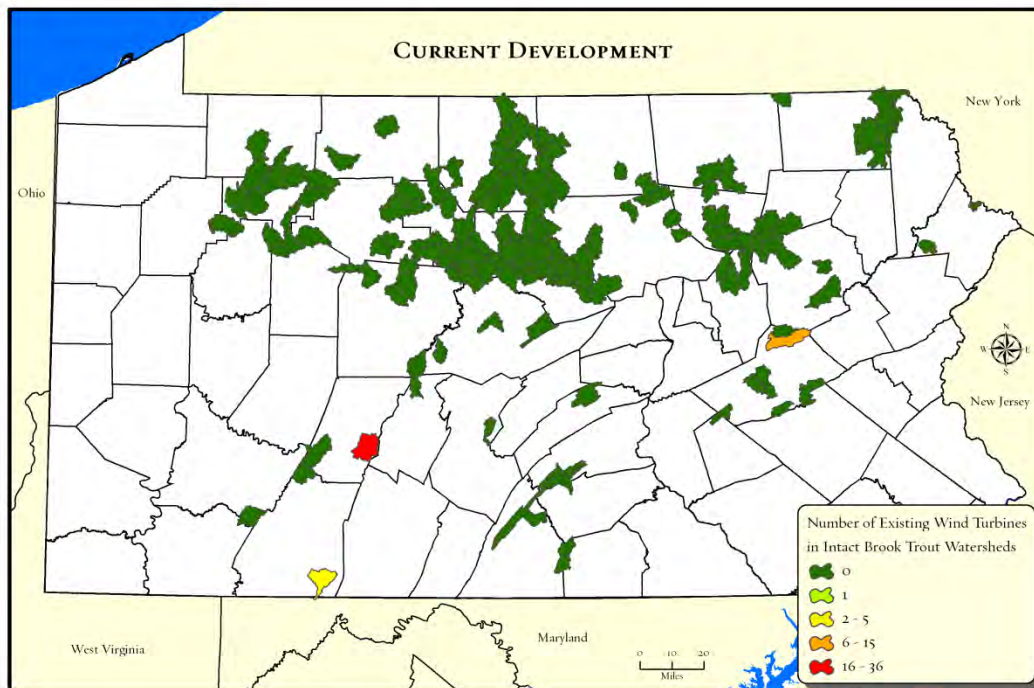 CURRENT DEVELOPMENT
New York
Ohio
N
W E
S
New Jersey
Number of Existing Wind Turbines
in Intact Brook Trout Watersheds
0
1
2 - 5
6 - 15
16 - 36
West Virginia
Maryland
0 10 20
Miles